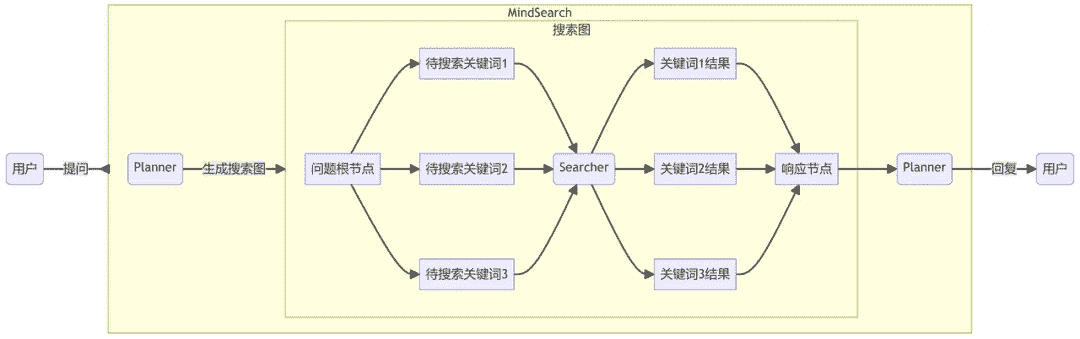 MindSearch
搜索图
用户
提问
Planner
生成搜索图
问题根节点
待搜索关键词1
待搜索关键词2
待搜索关键词3
Searcher
关键词1结果
关键词2结果
关键词3结果
响应节点
Planner
回复
用户